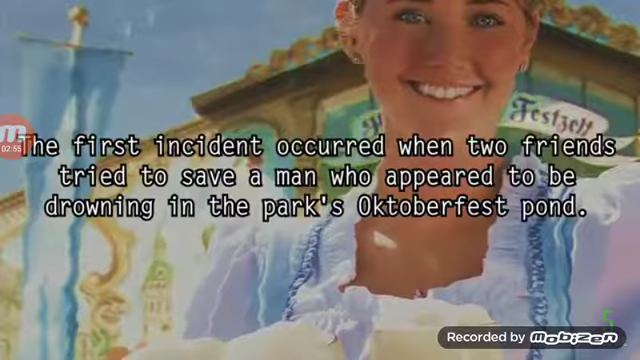 Festzelt
The first incident occurred when two friends
tried to save a man who appeared to be
drowning in the park's Oktoberfest pond.
02:55
Recorded by mobizen